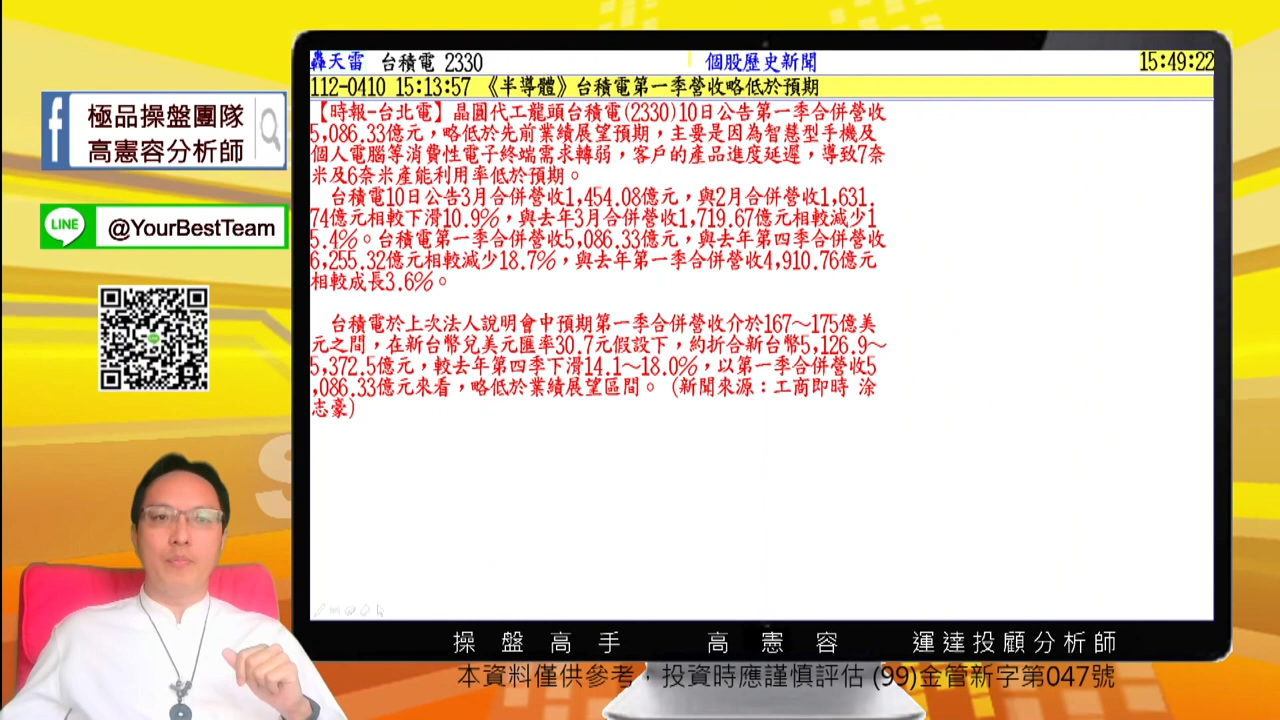 極品操盤團隊
高憲容分析師
LINE
@YourBestTeam
轟天雷 台積電 2330 個股歷史新聞 15:49:22
112-0410 15:13:57 《半導體》台積電第一季營收略低於預期
【時報-台北電】晶圓代工龍頭台積電(2330)10日公告第一季合併營收
5,086.33億元，略低於先前業績展望預期，主要是因為智慧型手機及
個人電腦等消費性電子終端需求轉弱，客戶的產品進度延遲，導致7奈
米及6奈米產能利用率低於預期。
台積電10日公告3月合併營收1,454.08億元，與2月合併營收1,631.
74億元相較下滑10.9%，與去年3月合併營收1,719.67億元相較減少1
5.4%。台積電第一季合併營收5,086.33億元，與去年第四季合併營收
6,255.32億元相較減少18.7%，與去年第一季合併營收4,910.76億元
相較成長3.6%。
台積電於上次法人說明會中預期第一季合併營收介於167～175億美
元之間，在新台幣兌美元匯率30.7元假設下，約折合新台幣5,126.9～
5,372.5億元，較去年第四季下滑14.1～18.0%，以第一季合併營收5
,086.33億元來看，略低於業績展望區間。（新聞來源：工商即時 涂
志豪）
操盤高手 高憲容 運達投顧分析師
本資料僅供參考，投資時應謹慎評估 (99)金管新字第047號